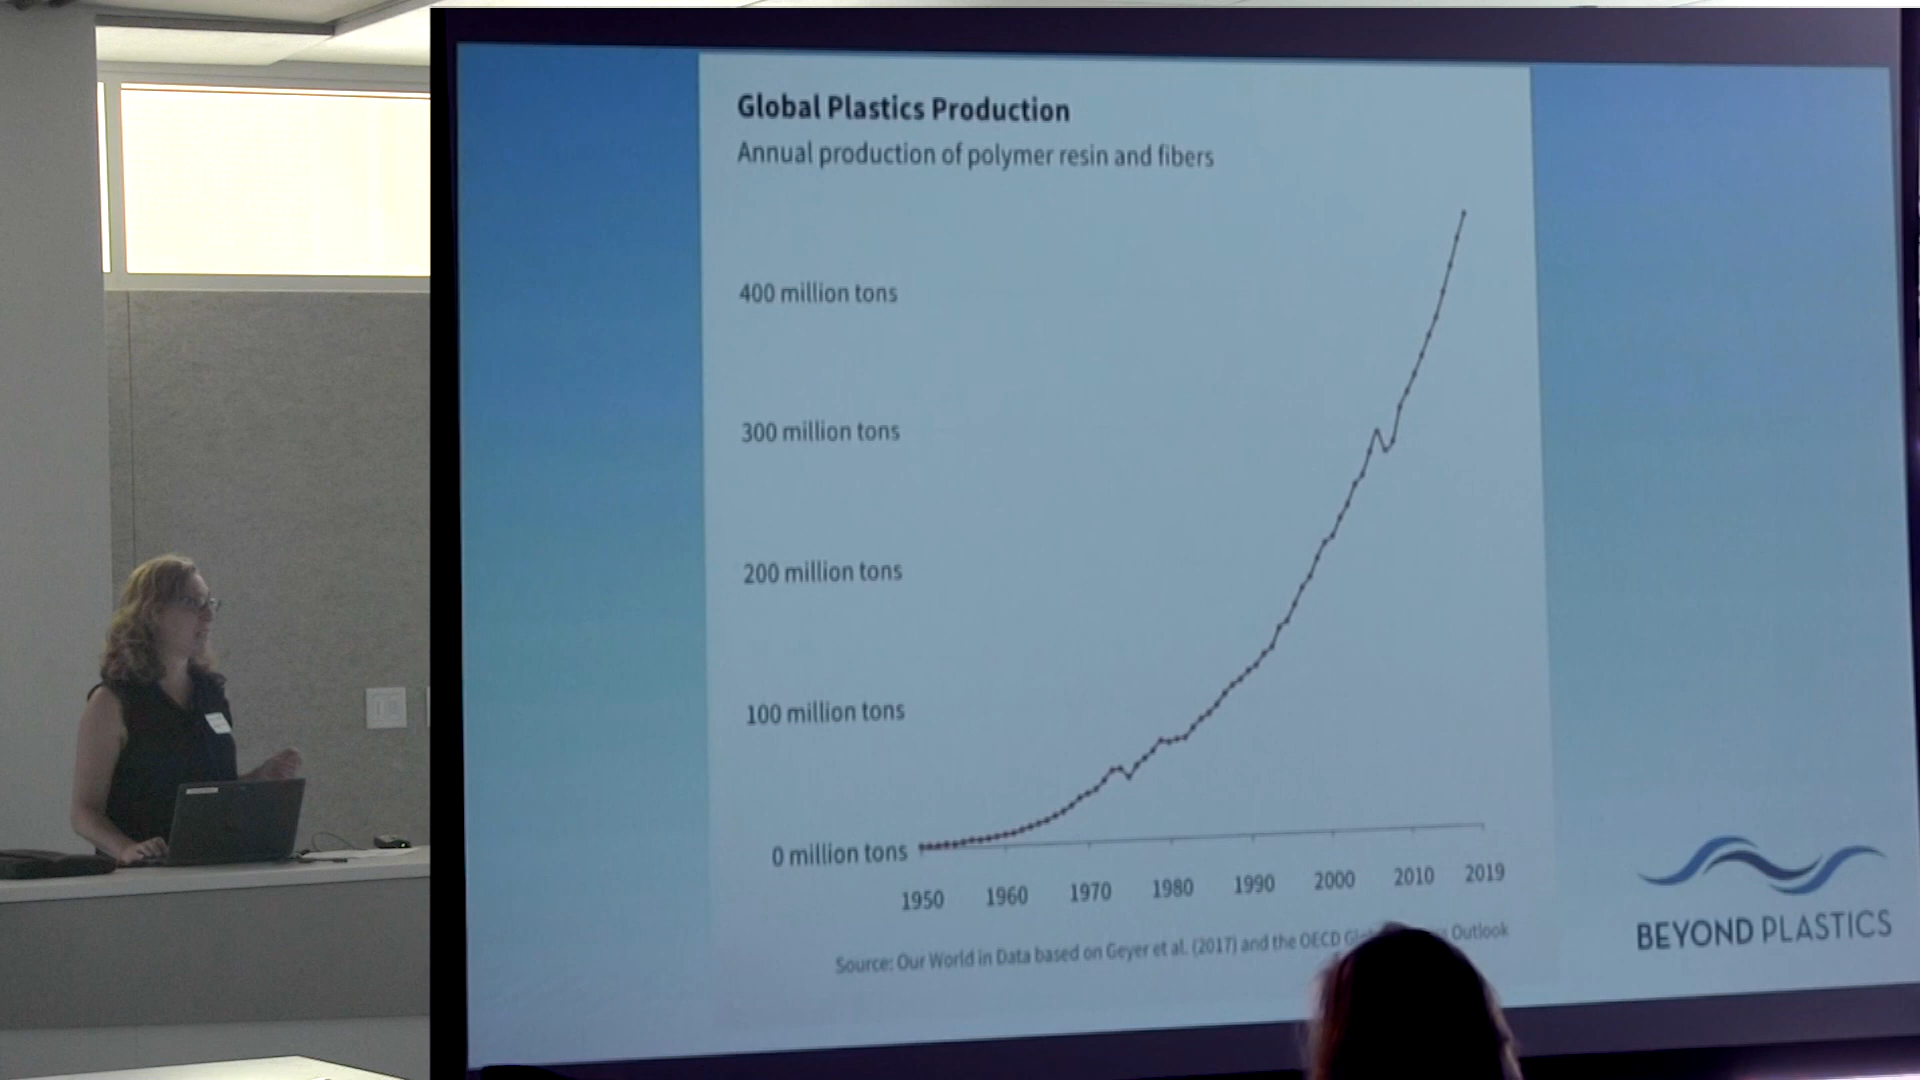 Global Plastics Production
Annual production of polymer resin and fibers
400 million tons
300 million tons
200 million tons
100 million tons
0 million tons
1950 1960 1970 1980 1990 2000 2010 2019
Source: Our World in Data based on Geyer et al. (2017) and the OECD Outlook
BEYOND PLASTICS